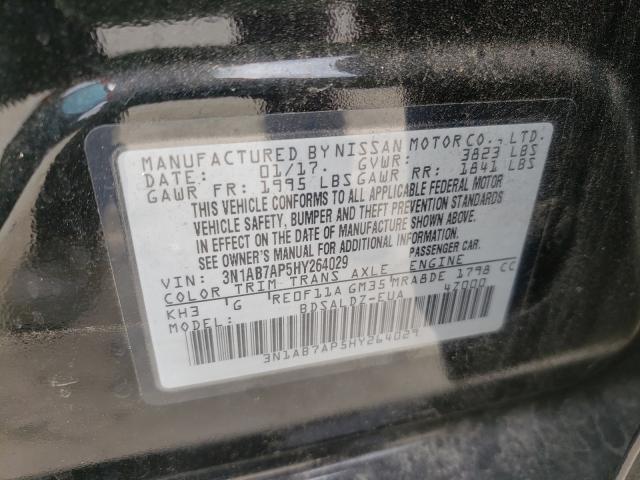 MANUFACTURED BY NISSAN MOTOR CO., LTD.
DATE: 01/17. GVWR: 3823 LBS
GAWR FR: 1995 LBS GAWR RR: 1841 LBS
THIS VEHICLE CONFORMS TO ALL APPLICABLE FEDERAL MOTOR
VEHICLE SAFETY, BUMPER AND THEFT PREVENTION STANDARDS
IN EFFECT ON THE DATE OF MANUFACTURE SHOWN ABOVE.
SEE OWNER'S MANUAL FOR ADDITIONAL INFORMATION
VIN: 3N1AB7AP5HY264029 PASSENGER CAR.
COLOR TRIM TRANS AXLE ENGINE
KH3 'G 'RE0F11A GM35 MRA8DE 1798 CC
MODEL: BDSALDZ-EUA 47000
3N1AB7AP5HY264029